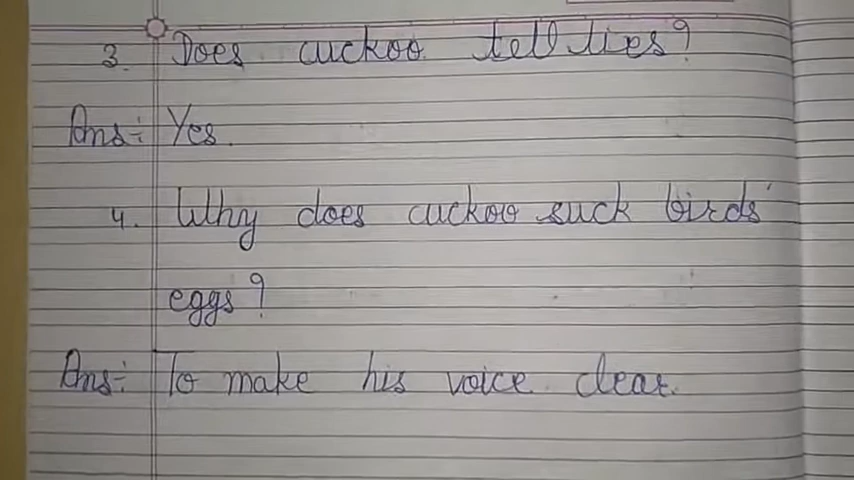 3. Does cuckoo tell lies?
Ans:- Yes.
4. Why does cuckoo suck birds'
eggs?
Ans:- To make his voice clear.